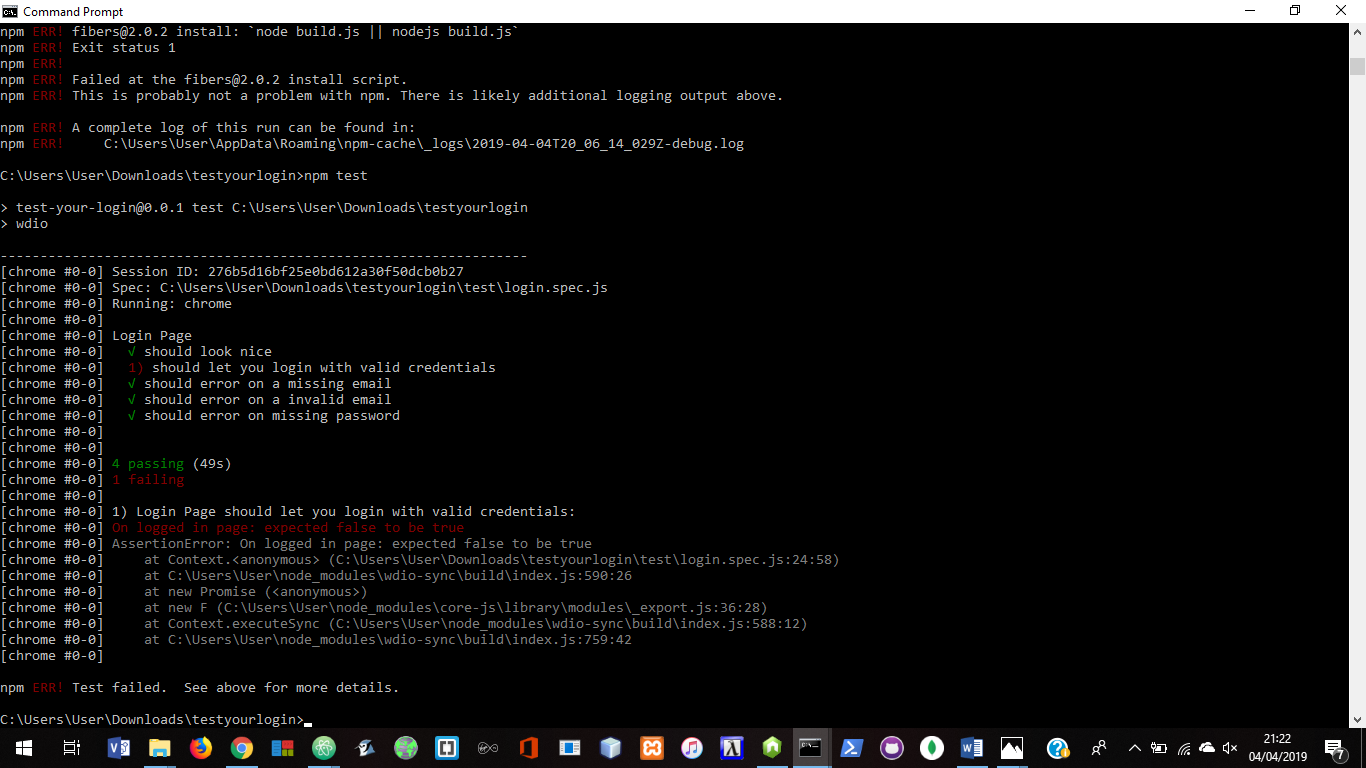 Command Prompt
npm ERR! fibers@2.0.2 install: `node build.js || nodejs build.js`
npm ERR! Exit status 1
npm ERR!
npm ERR! Failed at the fibers@2.0.2 install script.
npm ERR! This is probably not a problem with npm. There is likely additional logging output above.
npm ERR! A complete log of this run can be found in:
npm ERR!     C:\Users\User\AppData\Roaming\npm-cache\_logs\2019-04-04T20_06_14_029Z-debug.log
C:\Users\User\Downloads\testyourlogin>npm test
> test-your-login@0.0.1 test C:\Users\User\Downloads\testyourlogin
> wdio
------------------------------------------------------------------
[chrome #0-0] Session ID: 276b5d16bf25e0bd612a30f50dcb0b27
[chrome #0-0] Spec: C:\Users\User\Downloads\testyourlogin\test\login.spec.js
[chrome #0-0] Running: chrome
[chrome #0-0]
[chrome #0-0] Login Page
[chrome #0-0]   √ should look nice
[chrome #0-0]   1) should let you login with valid credentials
[chrome #0-0]   √ should error on a missing email
[chrome #0-0]   √ should error on a invalid email
[chrome #0-0]   √ should error on missing password
[chrome #0-0]
[chrome #0-0]
[chrome #0-0] 4 passing (49s)
[chrome #0-0] 1 failing
[chrome #0-0]
[chrome #0-0] 1) Login Page should let you login with valid credentials:
[chrome #0-0] On logged in page: expected false to be true
[chrome #0-0] AssertionError: On logged in page: expected false to be true
[chrome #0-0]     at Context.<anonymous> (C:\Users\User\Downloads\testyourlogin\test\login.spec.js:24:58)
[chrome #0-0]     at C:\Users\User\node_modules\wdio-sync\build\index.js:590:26
[chrome #0-0]     at new Promise (<anonymous>)
[chrome #0-0]     at new F (C:\Users\User\node_modules\core-js\library\modules\_export.js:36:28)
[chrome #0-0]     at Context.executeSync (C:\Users\User\node_modules\wdio-sync\build\index.js:588:12)
[chrome #0-0]     at C:\Users\User\node_modules\wdio-sync\build\index.js:759:42
[chrome #0-0]
npm ERR! Test failed.  See above for more details.
C:\Users\User\Downloads\testyourlogin>
21:22
04/04/2019
7